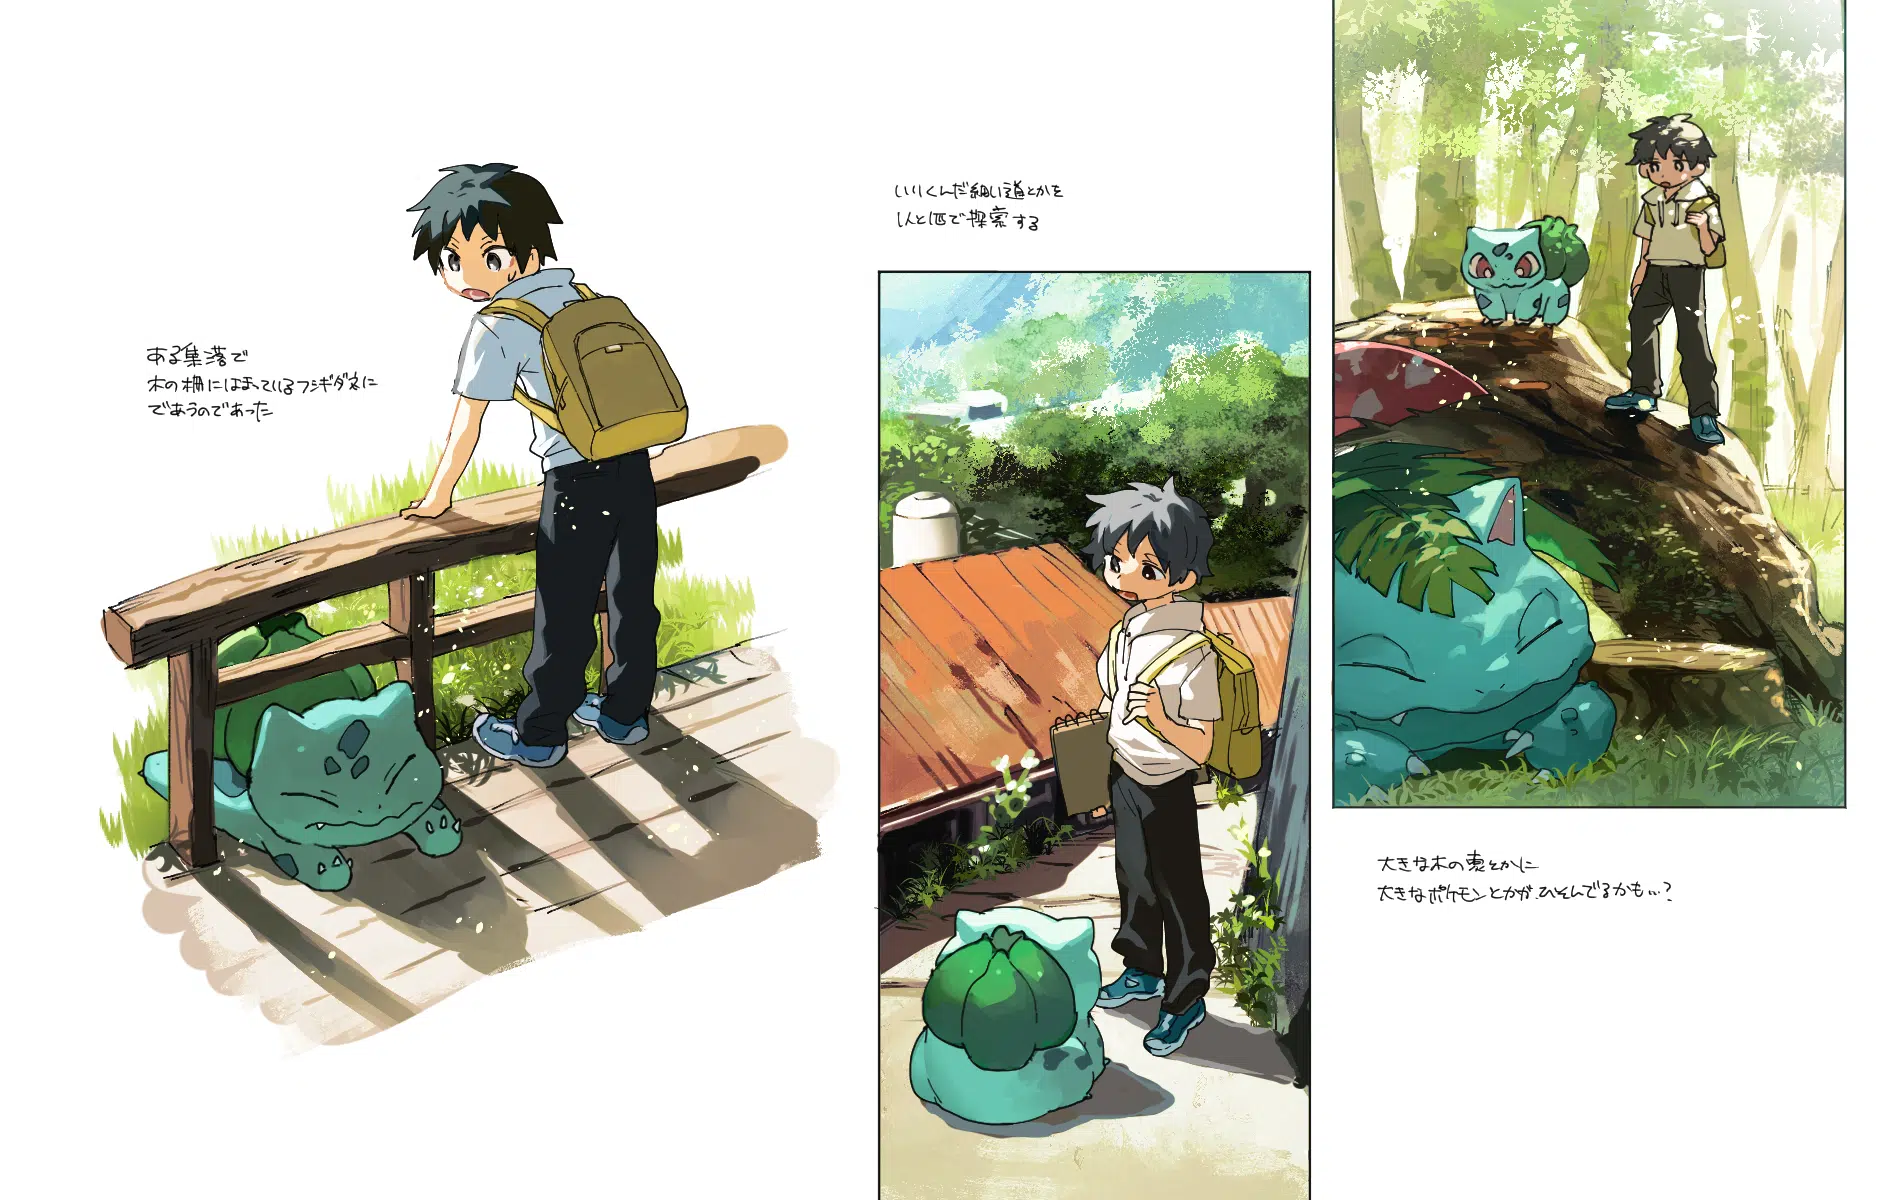 ある集落で
木の柵にはまっているフシギダネに
であうのであった
いりくんだ細い道とかを
1人と1匹で探索する
大きな木の裏とかに
大きなポケモンとかが、ひそんでるかも…?